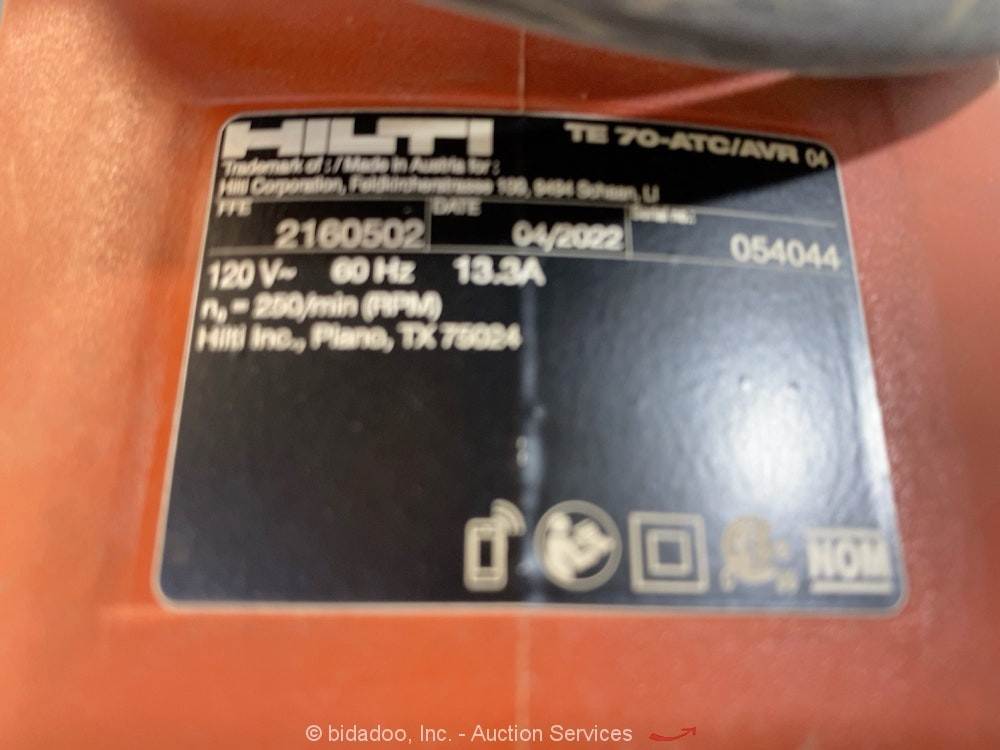 HILTI
TE 70-ATC/AVR 04
Trademark of : / Made in Austria for :
Hilti Corporation, Feldkircherstrasse 100, 9494 Schaan, LI
DATE
Serial no.:
2160502
04/2022
054044
120 V~ 60 Hz 13.3A
= 250/min (RPM)
Hilti Inc., Plano, TX 75024
NOM
© bidadoo, Inc. - Auction Services